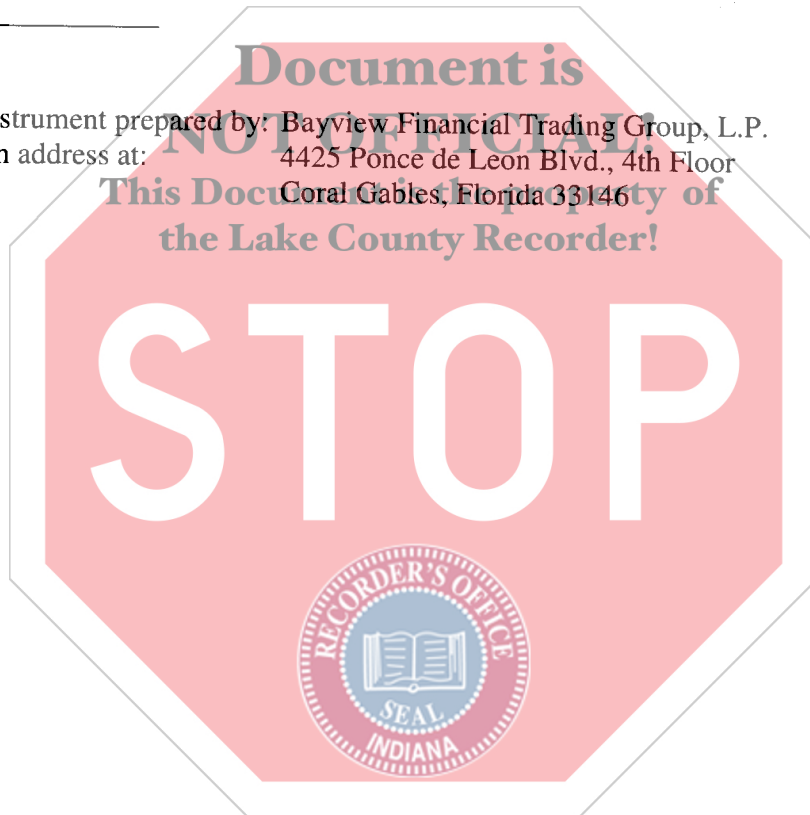 Document is
strument prepared by: Bayview Financial Trading Group, L.P.
NOT OFFICIAL!
address at: 4425 Ponce de Leon Blvd., 4th Floor
This Document is the property of
Coral Gables, Florida 33146
the Lake County Recorder!
STOP
RECORDER'S OFFICE
SEAL
INDIANA